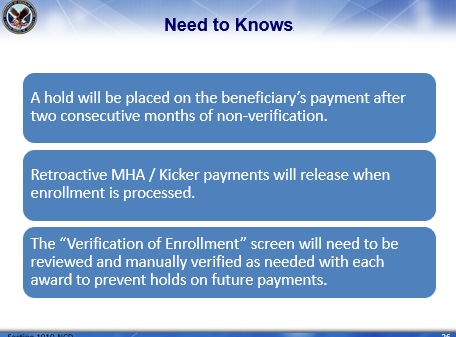 Need to Knows
A hold will be placed on the beneficiary’s payment after
two consecutive months of non-verification.
Retroactive MHA / Kicker payments will release when
enrollment is processed.
The “Verification of Enrollment” screen will need to be
reviewed and manually verified as needed with each
award to prevent holds on future payments.